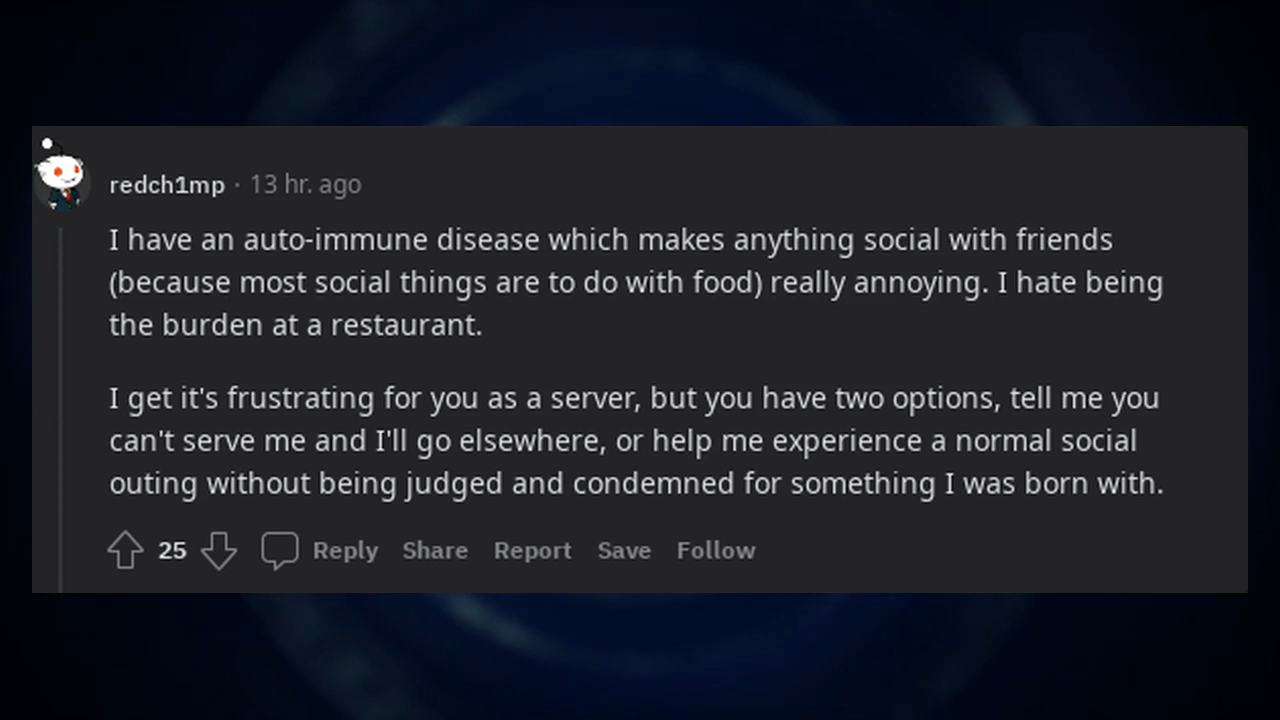 redch1mp · 13 hr. ago
I have an auto-immune disease which makes anything social with friends
(because most social things are to do with food) really annoying. I hate being
the burden at a restaurant.
I get it's frustrating for you as a server, but you have two options, tell me you
can't serve me and I'll go elsewhere, or help me experience a normal social
outing without being judged and condemned for something I was born with.
25 Reply Share Report Save Follow